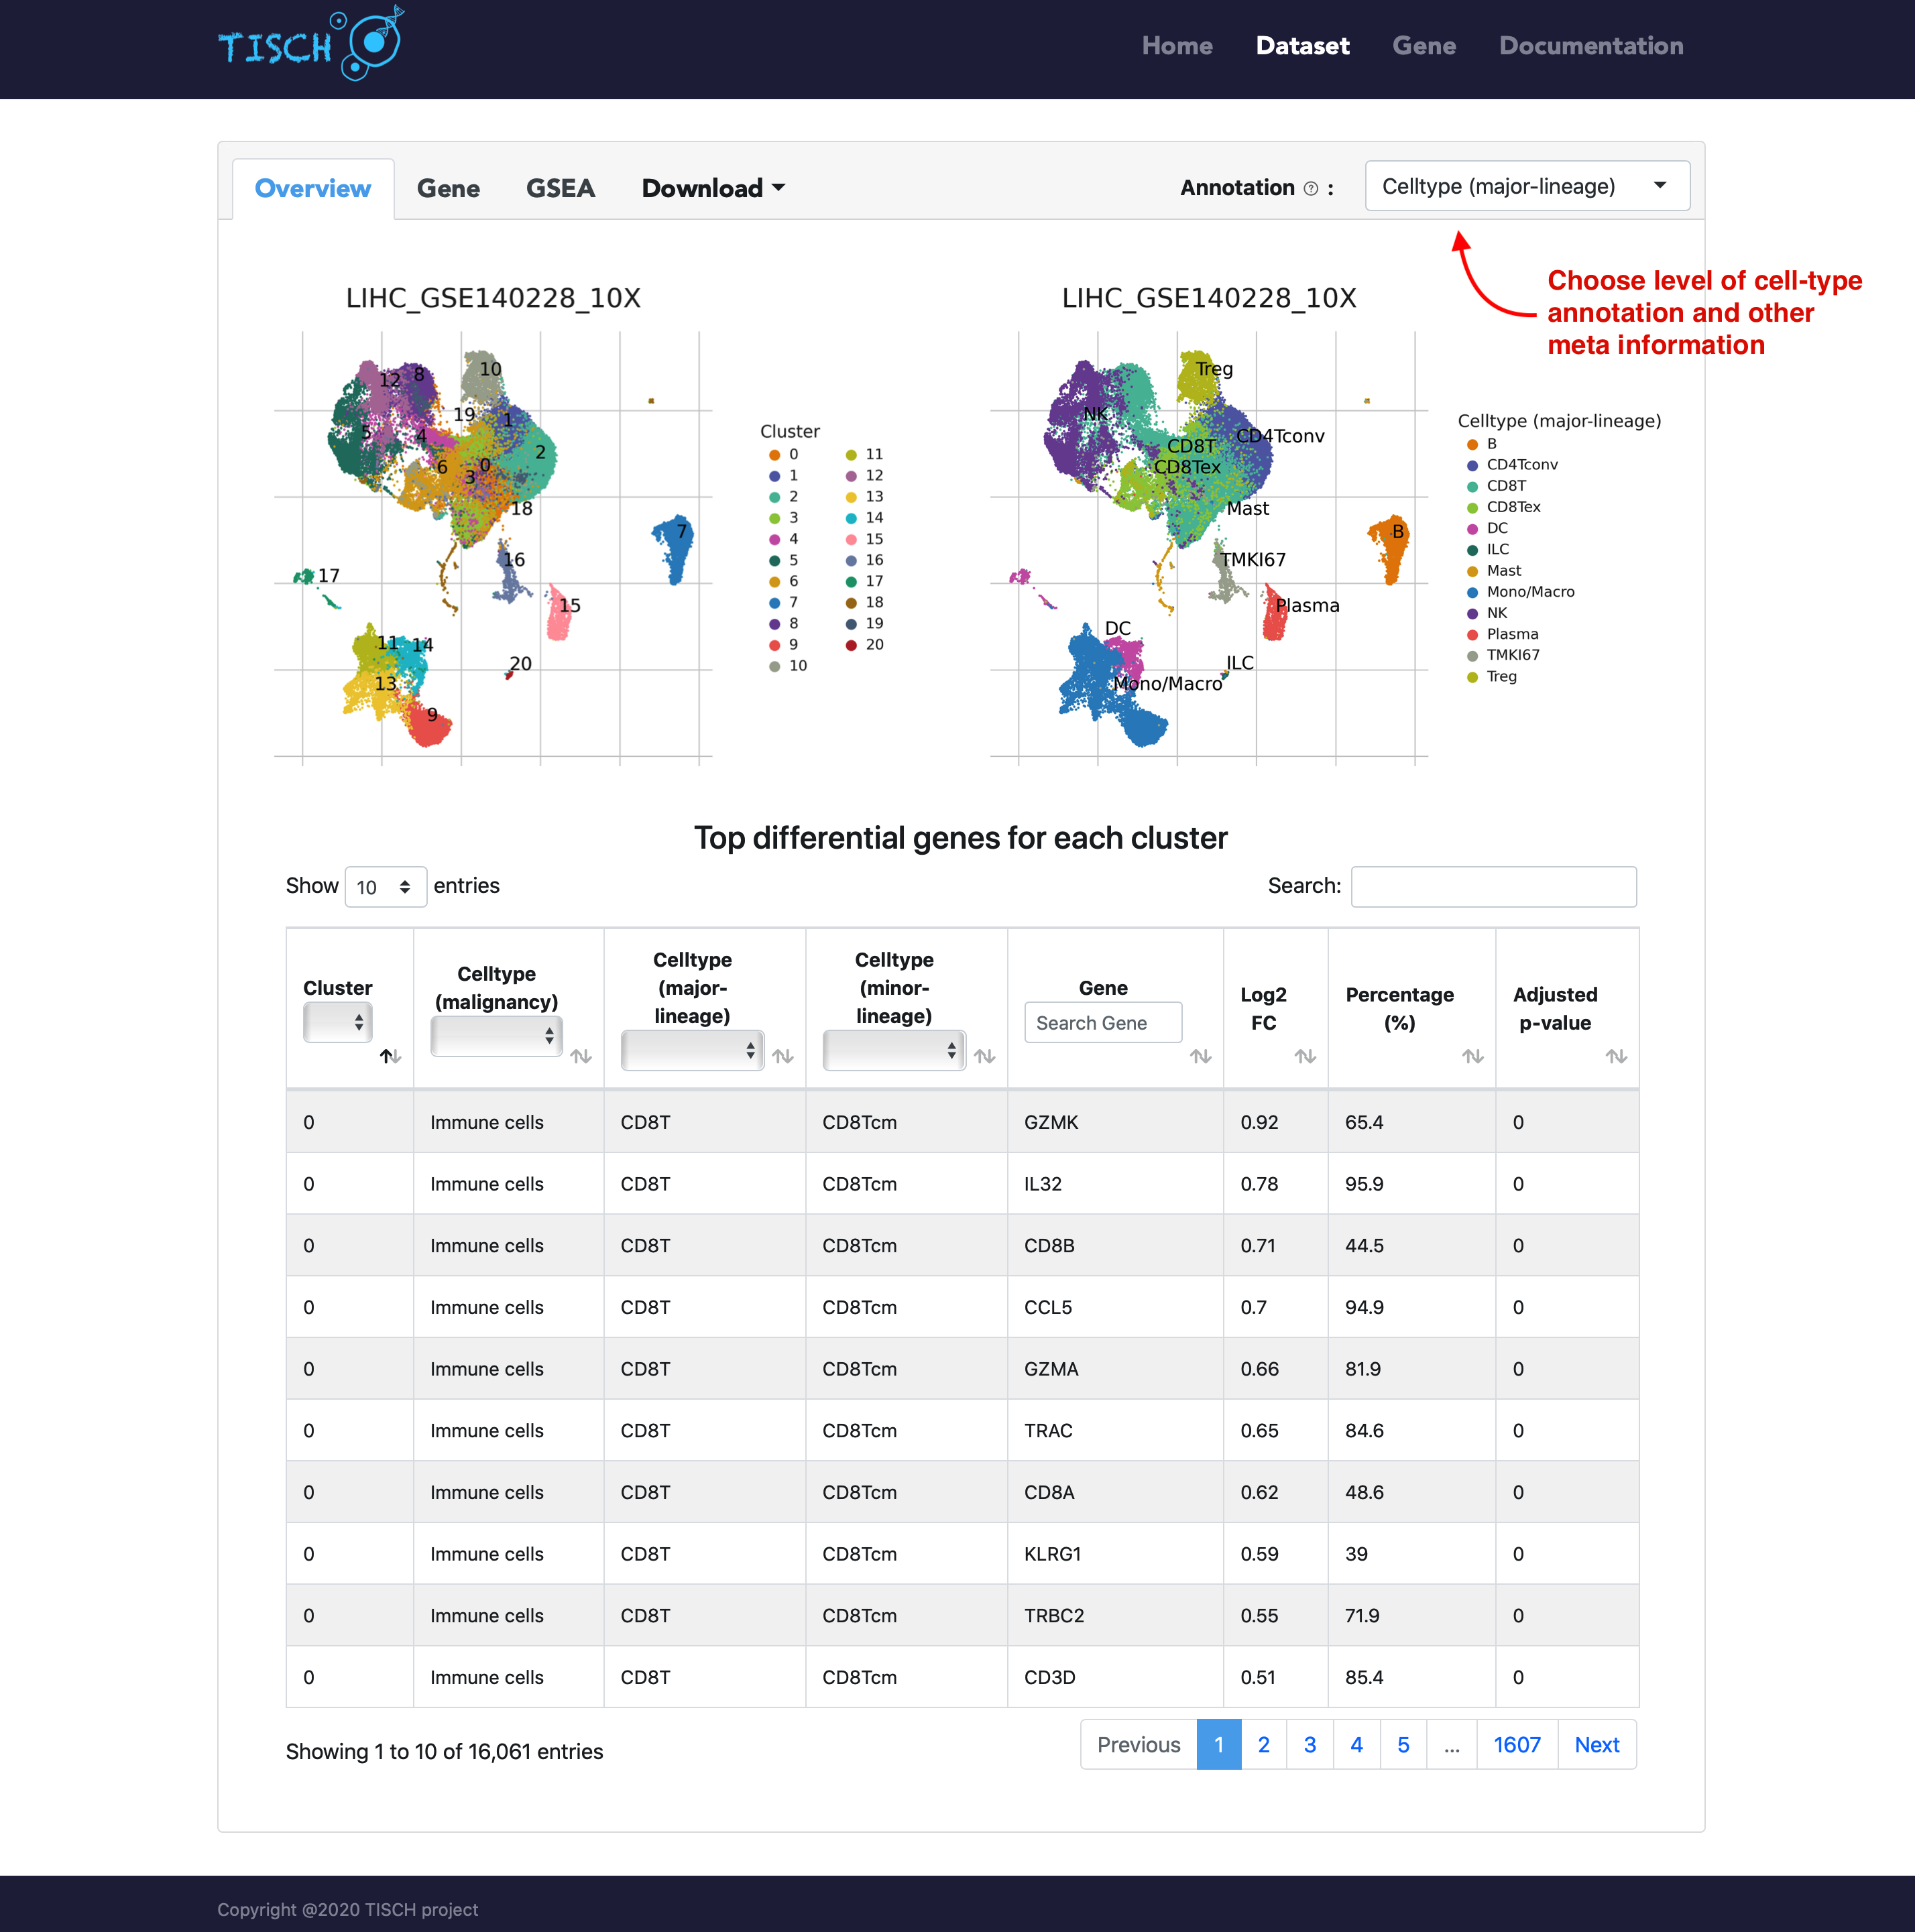 TISCH
Home Dataset Gene Documentation
Overview Gene GSEA Download Annotation ? : Celltype (major-lineage)
Choose level of cell-type
annotation and other
meta information
LIHC_GSE140228_10X
12 8 10
19 1
5 4 2
6 0
3
18
7
16
17
15
11 14
20
13
9
Cluster
0 11
1 12
2 13
3 14
4 15
5 16
6 17
7 18
8 19
9 20
10
LIHC_GSE140228_10X
Treg
NK
CD4Tconv
CD8T
CD8Tex
Mast
B
TMKI67
Plasma
DC
ILC
Mono/Macro
Celltype (major-lineage)
B
CD4Tconv
CD8T
CD8Tex
DC
ILC
Mast
Mono/Macro
NK
Plasma
TMKI67
Treg
Top differential genes for each cluster
Show 10 entries Search:
Cluster
Celltype
(malignancy)
Celltype
(major-
lineage)
Celltype
(minor-
lineage)
Gene
Search Gene
Log2
FC
Percentage
(%)
Adjusted
p-value
0 Immune cells CD8T CD8Tcm GZMK 0.92 65.4 0
0 Immune cells CD8T CD8Tcm IL32 0.78 95.9 0
0 Immune cells CD8T CD8Tcm CD8B 0.71 44.5 0
0 Immune cells CD8T CD8Tcm CCL5 0.7 94.9 0
0 Immune cells CD8T CD8Tcm GZMA 0.66 81.9 0
0 Immune cells CD8T CD8Tcm TRAC 0.65 84.6 0
0 Immune cells CD8T CD8Tcm CD8A 0.62 48.6 0
0 Immune cells CD8T CD8Tcm KLRG1 0.59 39 0
0 Immune cells CD8T CD8Tcm TRBC2 0.55 71.9 0
0 Immune cells CD8T CD8Tcm CD3D 0.51 85.4 0
Showing 1 to 10 of 16,061 entries
Previous 1 2 3 4 5 ... 1607 Next
Copyright @2020 TISCH project